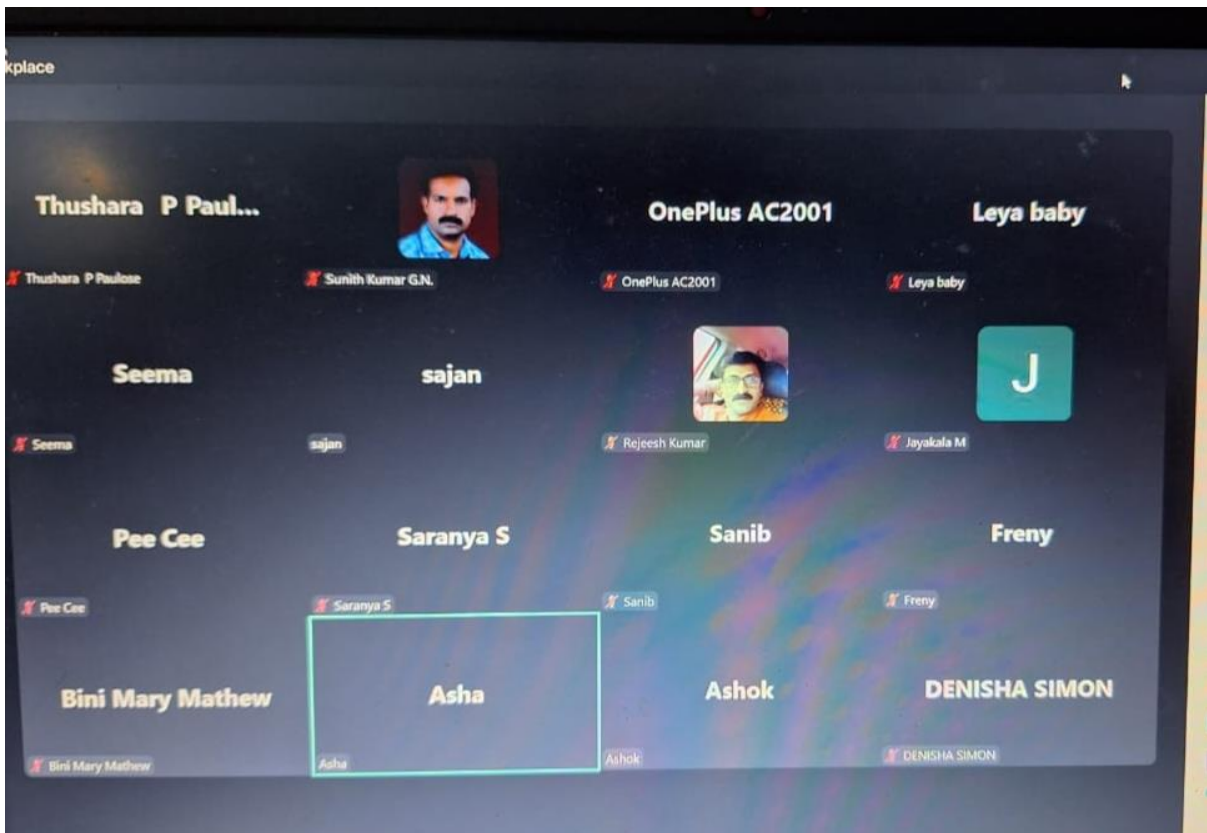 kplace
Thushara P Paul... OnePlus AC2001 Leya baby
Thushara P Paulose Sunith Kumar G.N. OnePlus AC2001 Leya baby
Seema sajan J
Seema sajan Rejeesh Kumar Jayakala M
Pee Cee Saranya S Sanib Freny
Pee Cee Saranya S Sanib Freny
Bini Mary Mathew Asha Ashok DENISHA SIMON
Bini Mary Mathew Asha Ashok DENISHA SIMON